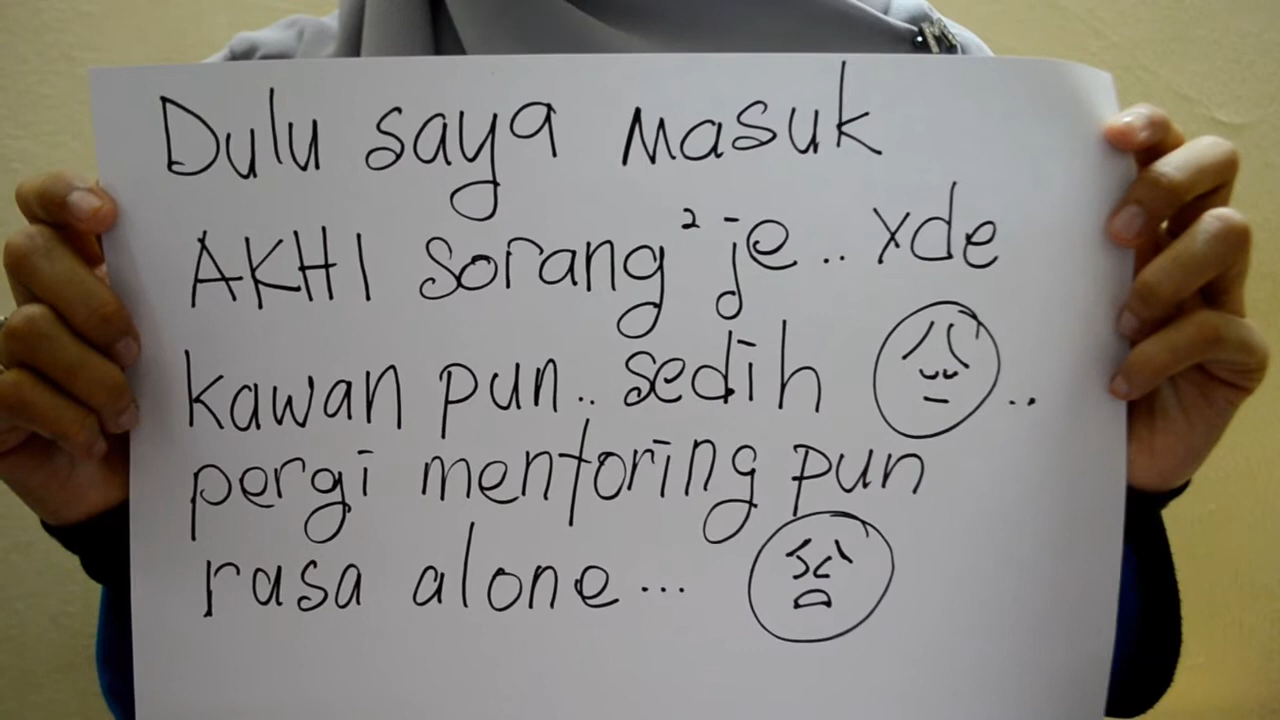 Dulu saya masuk
AKHI sorang² je.. xde
kawan pun.. sedih ..
pergi mentoring pun
rasa alone...